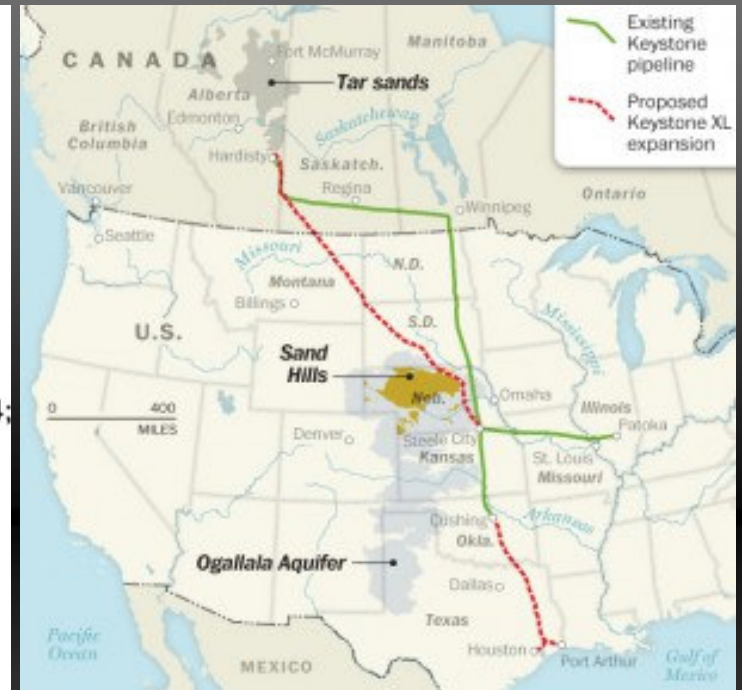 CANADA
Fort McMurray
Manitoba
Tar sands
Alberta
Edmonton
British
Columbia
Saskatchewan
Hardisty
Saskatch.
Regina
Vancouver
Winnipeg
Ontario
Seattle
Existing
Keystone
pipeline
Proposed
Keystone XL
expansion
Missouri
N.D.
Montana
Billings
S.D.
Mississippi
U.S.
Sand
Hills
Neb.
Omaha
;
0 400
MILES
Illinois
Denver
Steele City
Patoka
Kansas
St. Louis
Missouri
Cushing
Arkansas
Okla.
Ogallala Aquifer
Dallas
Texas
Pacific
Ocean
Houston
Port Arthur
Gulf of
Mexico
MEXICO